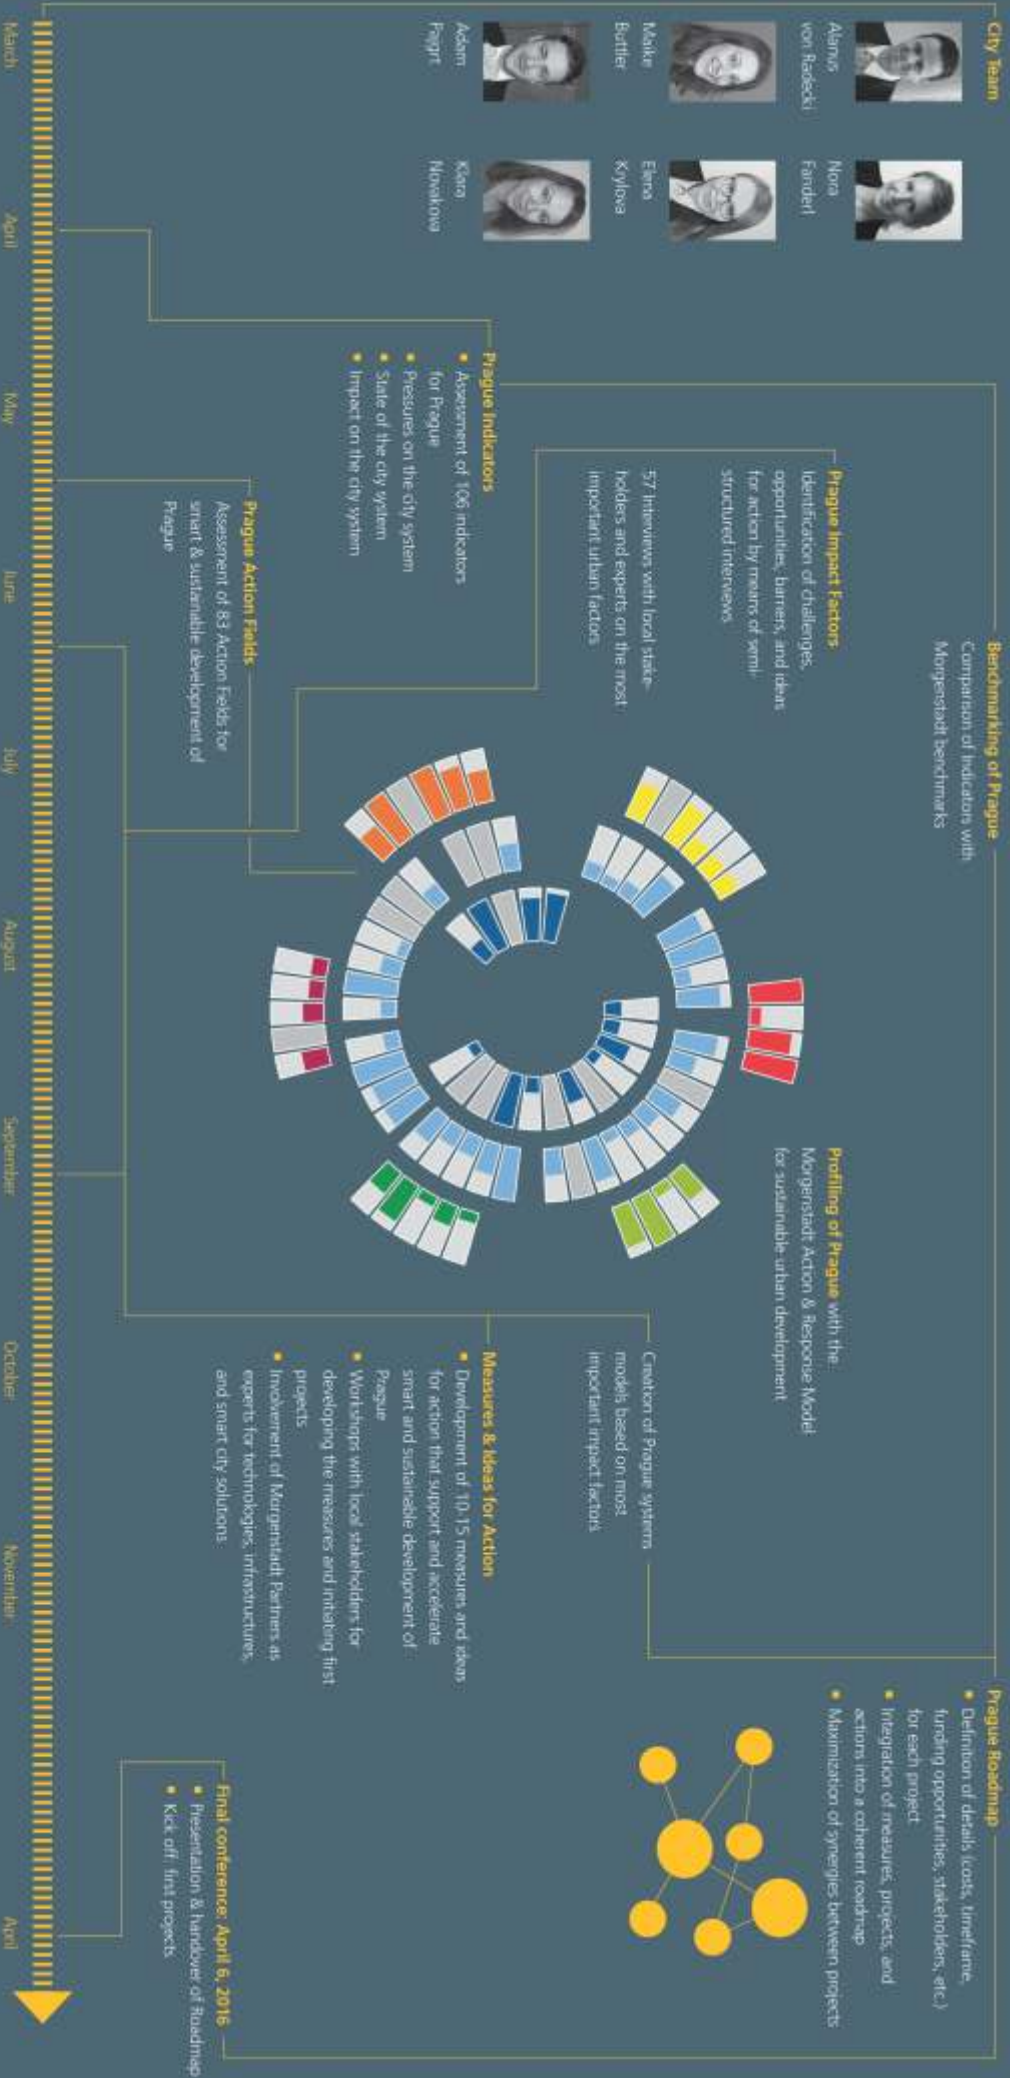 City Team
Alanus
von Radecki
Nora
Fanderl
Maike
Buttler
Elena
Krylova
Adam
Pajgrt
Klara
Novakova
Benchmarking of Prague
Comparison of Indicators with
Morgenstadt benchmarks
Prague Impact Factors
Identification of challenges,
opportunities, barriers, and ideas
for action by means of semi-
structured interviews
57 Interviews with local stake-
holders and experts on the most
important urban factors
Prague Indicators
Assessment of 106 indicators
for Prague
Pressures on the city system
State of the city system
Impact on the city system
Prague Action Fields
Assessment of 83 Action Fields for
smart & sustainable development of
Prague
Profiling of Prague with the
Morgenstadt Action & Response Model
for sustainable urban development
Creation of Prague systems
models based on most
important impact factors
Measures & Ideas for Action
Development of 10-15 measures and ideas
for action that support and accelerate
smart and sustainable development of
Prague
Workshops with local stakeholders for
developing the measures and initiating first
projects
Involvement of Morgenstadt Partners as
experts for technologies, infrastructures,
and smart city solutions
Prague Roadmap
Definition of details (costs, timeframe,
funding opportunities, stakeholders, etc.)
for each project
Integration of measures, projects, and
actions into a coherent roadmap
Maximization of synergies between projects
Final conference: April 6, 2016
Presentation & handover of Roadmap
Kick off: first projects
March
April
May
June
July
August
September
October
November
April